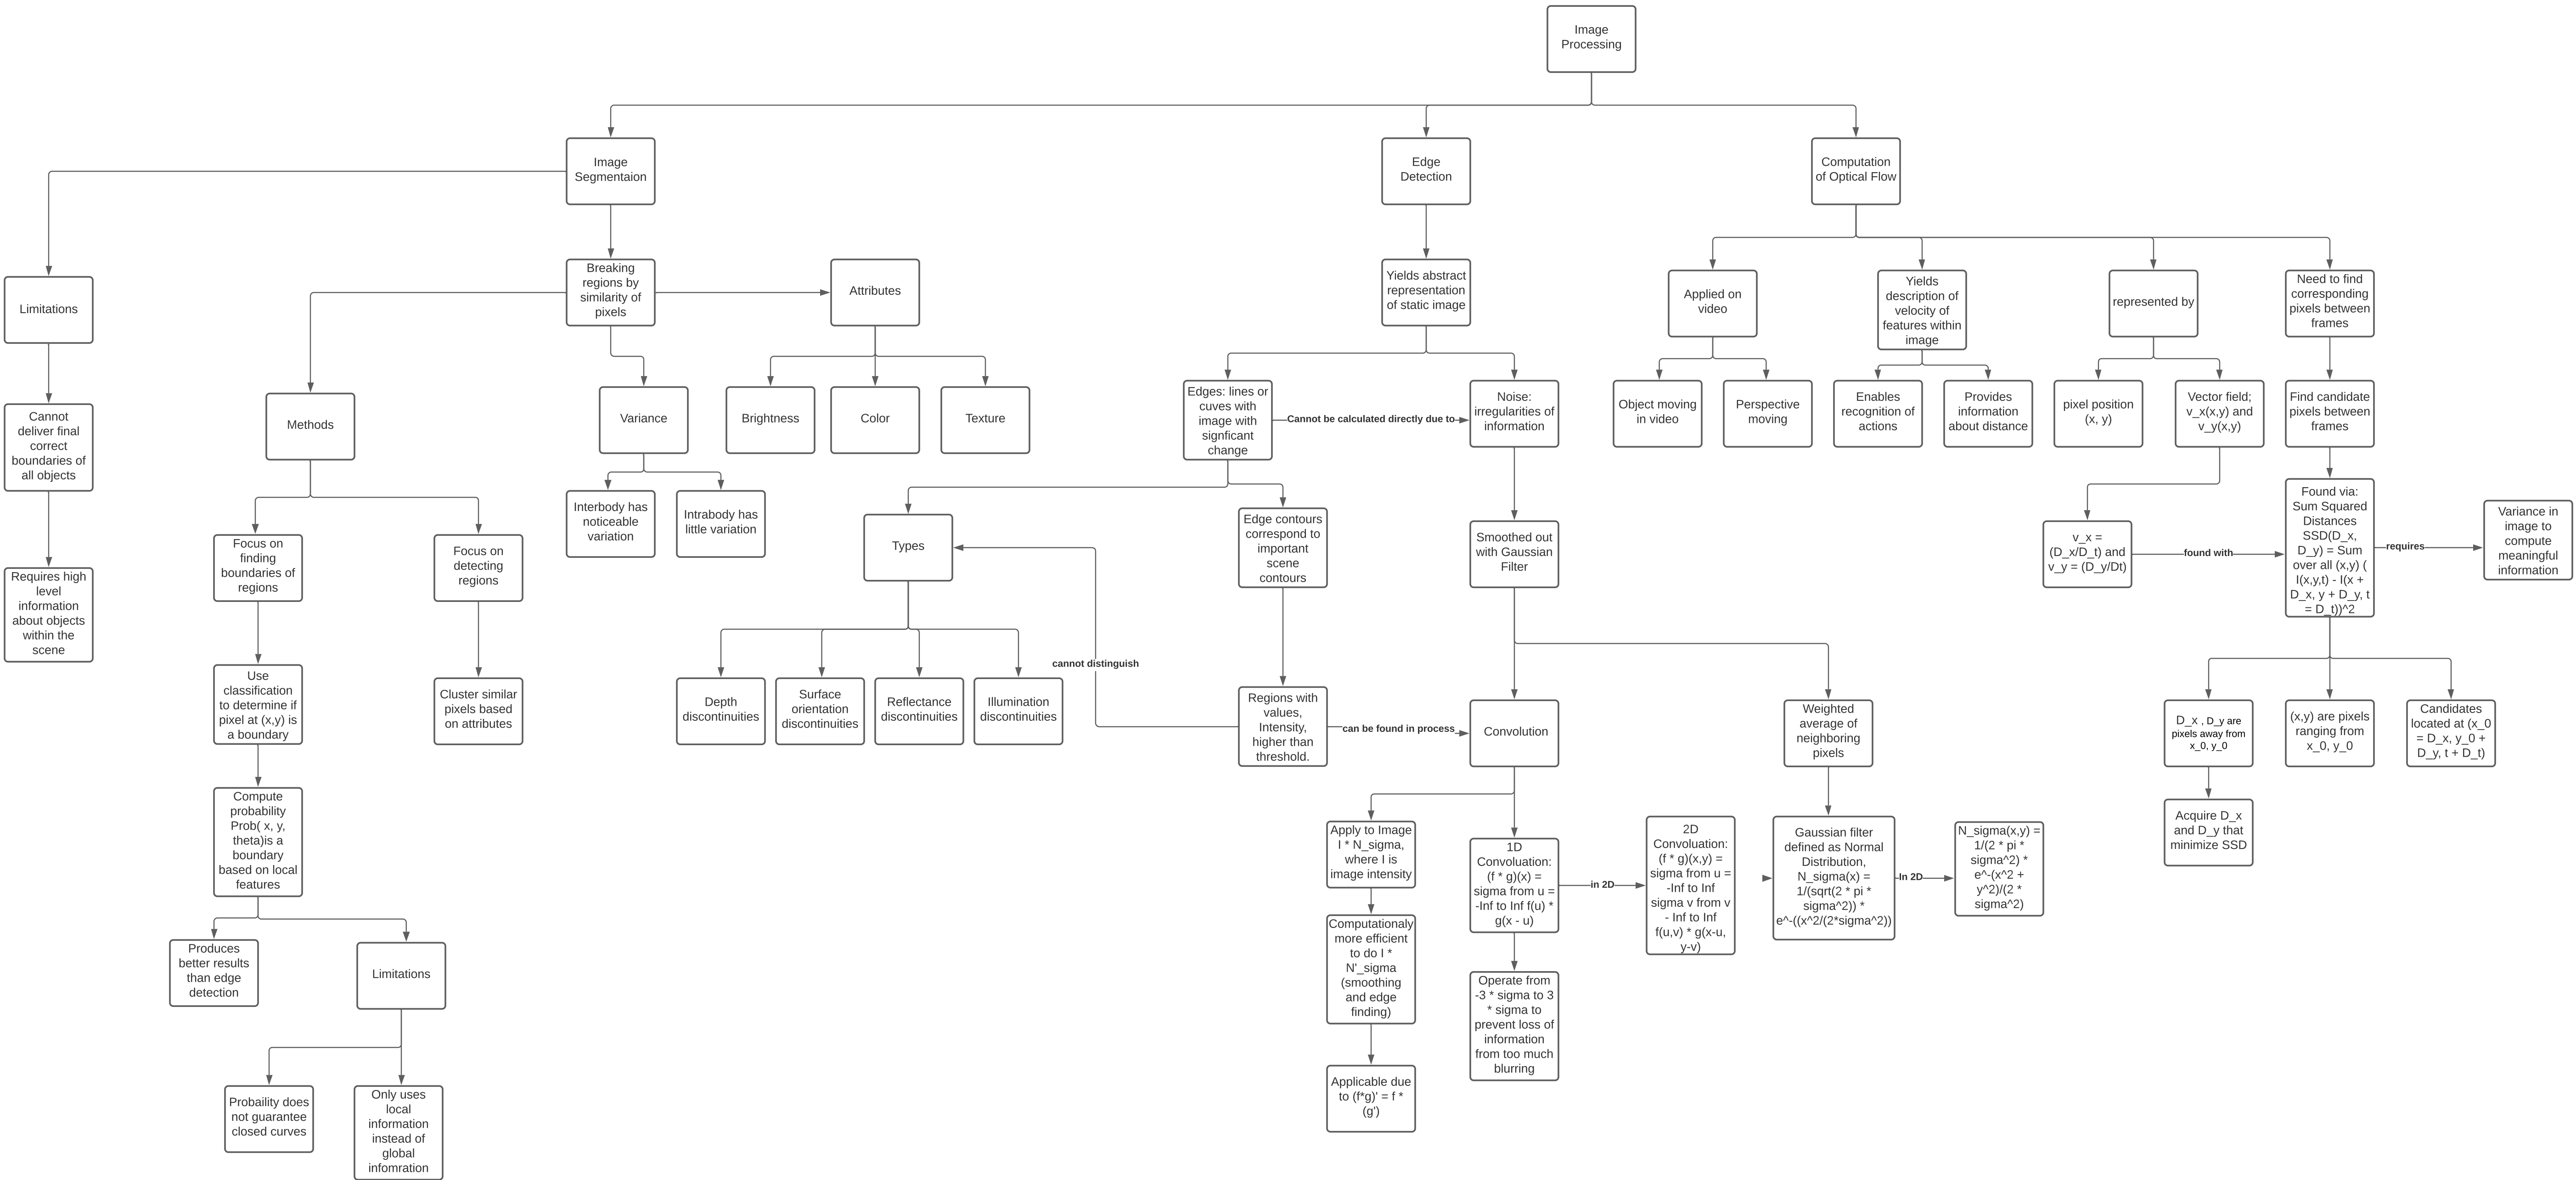 Image
Processing
Image
Segmentaion
Edge
Detection
Computation
of Optical Flow
Limitations
Breaking
regions by
similarity of
pixels
Attributes
Yields abstract
representation
of static image
Applied on
video
Yields
description of
velocity of
features within
image
represented by
Need to find
corresponding
pixels between
frames
Cannot
deliver final
correct
boundaries of
all objects
Methods
Variance
Brightness
Color
Texture
Edges: lines or
cuves with
image with
signficant
change
Cannot be calculated directly due to
Noise:
irregularities of
information
Object moving
in video
Perspective
moving
Enables
recognition of
actions
Provides
information
about distance
pixel position
(x, y)
Vector field;
v_x(x,y) and
v_y(x,y)
Find candidate
pixels between
frames
Interbody has
noticeable
variation
Intrabody has
little variation
Types
Edge contours
correspond to
important
scene
contours
Smoothed out
with Gaussian
Filter
v_x =
(D_x/D_t) and
v_y = (D_y/Dt)
found with
Found via:
Sum Squared
Distances
SSD(D_x,
D_y) = Sum
over all (x,y) (
I(x,y,t) - I(x +
D_x, y + D_y, t
= D_t))^2
requires
Variance in
image to
compute
meaningful
information
Requires high
level
information
about objects
within the
scene
Focus on
finding
boundaries of
regions
Focus on
detecting
regions
cannot distinguish
Use
classification
to determine if
pixel at (x,y) is
a boundary
Cluster similar
pixels based
on attributes
Depth
discontinuities
Surface
orientation
discontinuities
Reflectance
discontinuities
Illumination
discontinuities
Regions with
values,
Intensity,
higher than
threshold.
can be found in process
Convolution
Weighted
average of
neighboring
pixels
D_x , D_y are
pixels away from
x_0, y_0
(x,y) are pixels
ranging from
x_0, y_0
Candidates
located at (x_0
= D_x, y_0 +
D_y, t + D_t)
Compute
probability
Prob( x, y,
theta)is a
boundary
based on local
features
Apply to Image
I * N_sigma,
where I is
image intensity
1D
Convoluation:
(f * g)(x) =
sigma from u =
-Inf to Inf f(u) *
g(x - u)
in 2D
2D
Convoluation:
(f * g)(x,y) =
sigma from u =
-Inf to Inf
sigma v from v
- Inf to Inf
f(u,v) * g(x-u,
y-v)
Gaussian filter
defined as Normal
Distribution,
N_sigma(x) =
1/(sqrt(2 * pi *
sigma^2)) *
e^-((x^2/(2*sigma^2))
In 2D
N_sigma(x,y) =
1/(2 * pi *
sigma^2) *
e^-(x^2 +
y^2)/(2 *
sigma^2)
Acquire D_x
and D_y that
minimize SSD
Produces
better results
than edge
detection
Limitations
Computationaly
more efficient
to do I *
N'_sigma
(smoothing
and edge
finding)
Operate from
-3 * sigma to 3
* sigma to
prevent loss of
information
from too much
blurring
Probaility does
not guarantee
closed curves
Only uses
local
information
instead of
global
infomration
Applicable due
to (f*g)' = f *
(g')